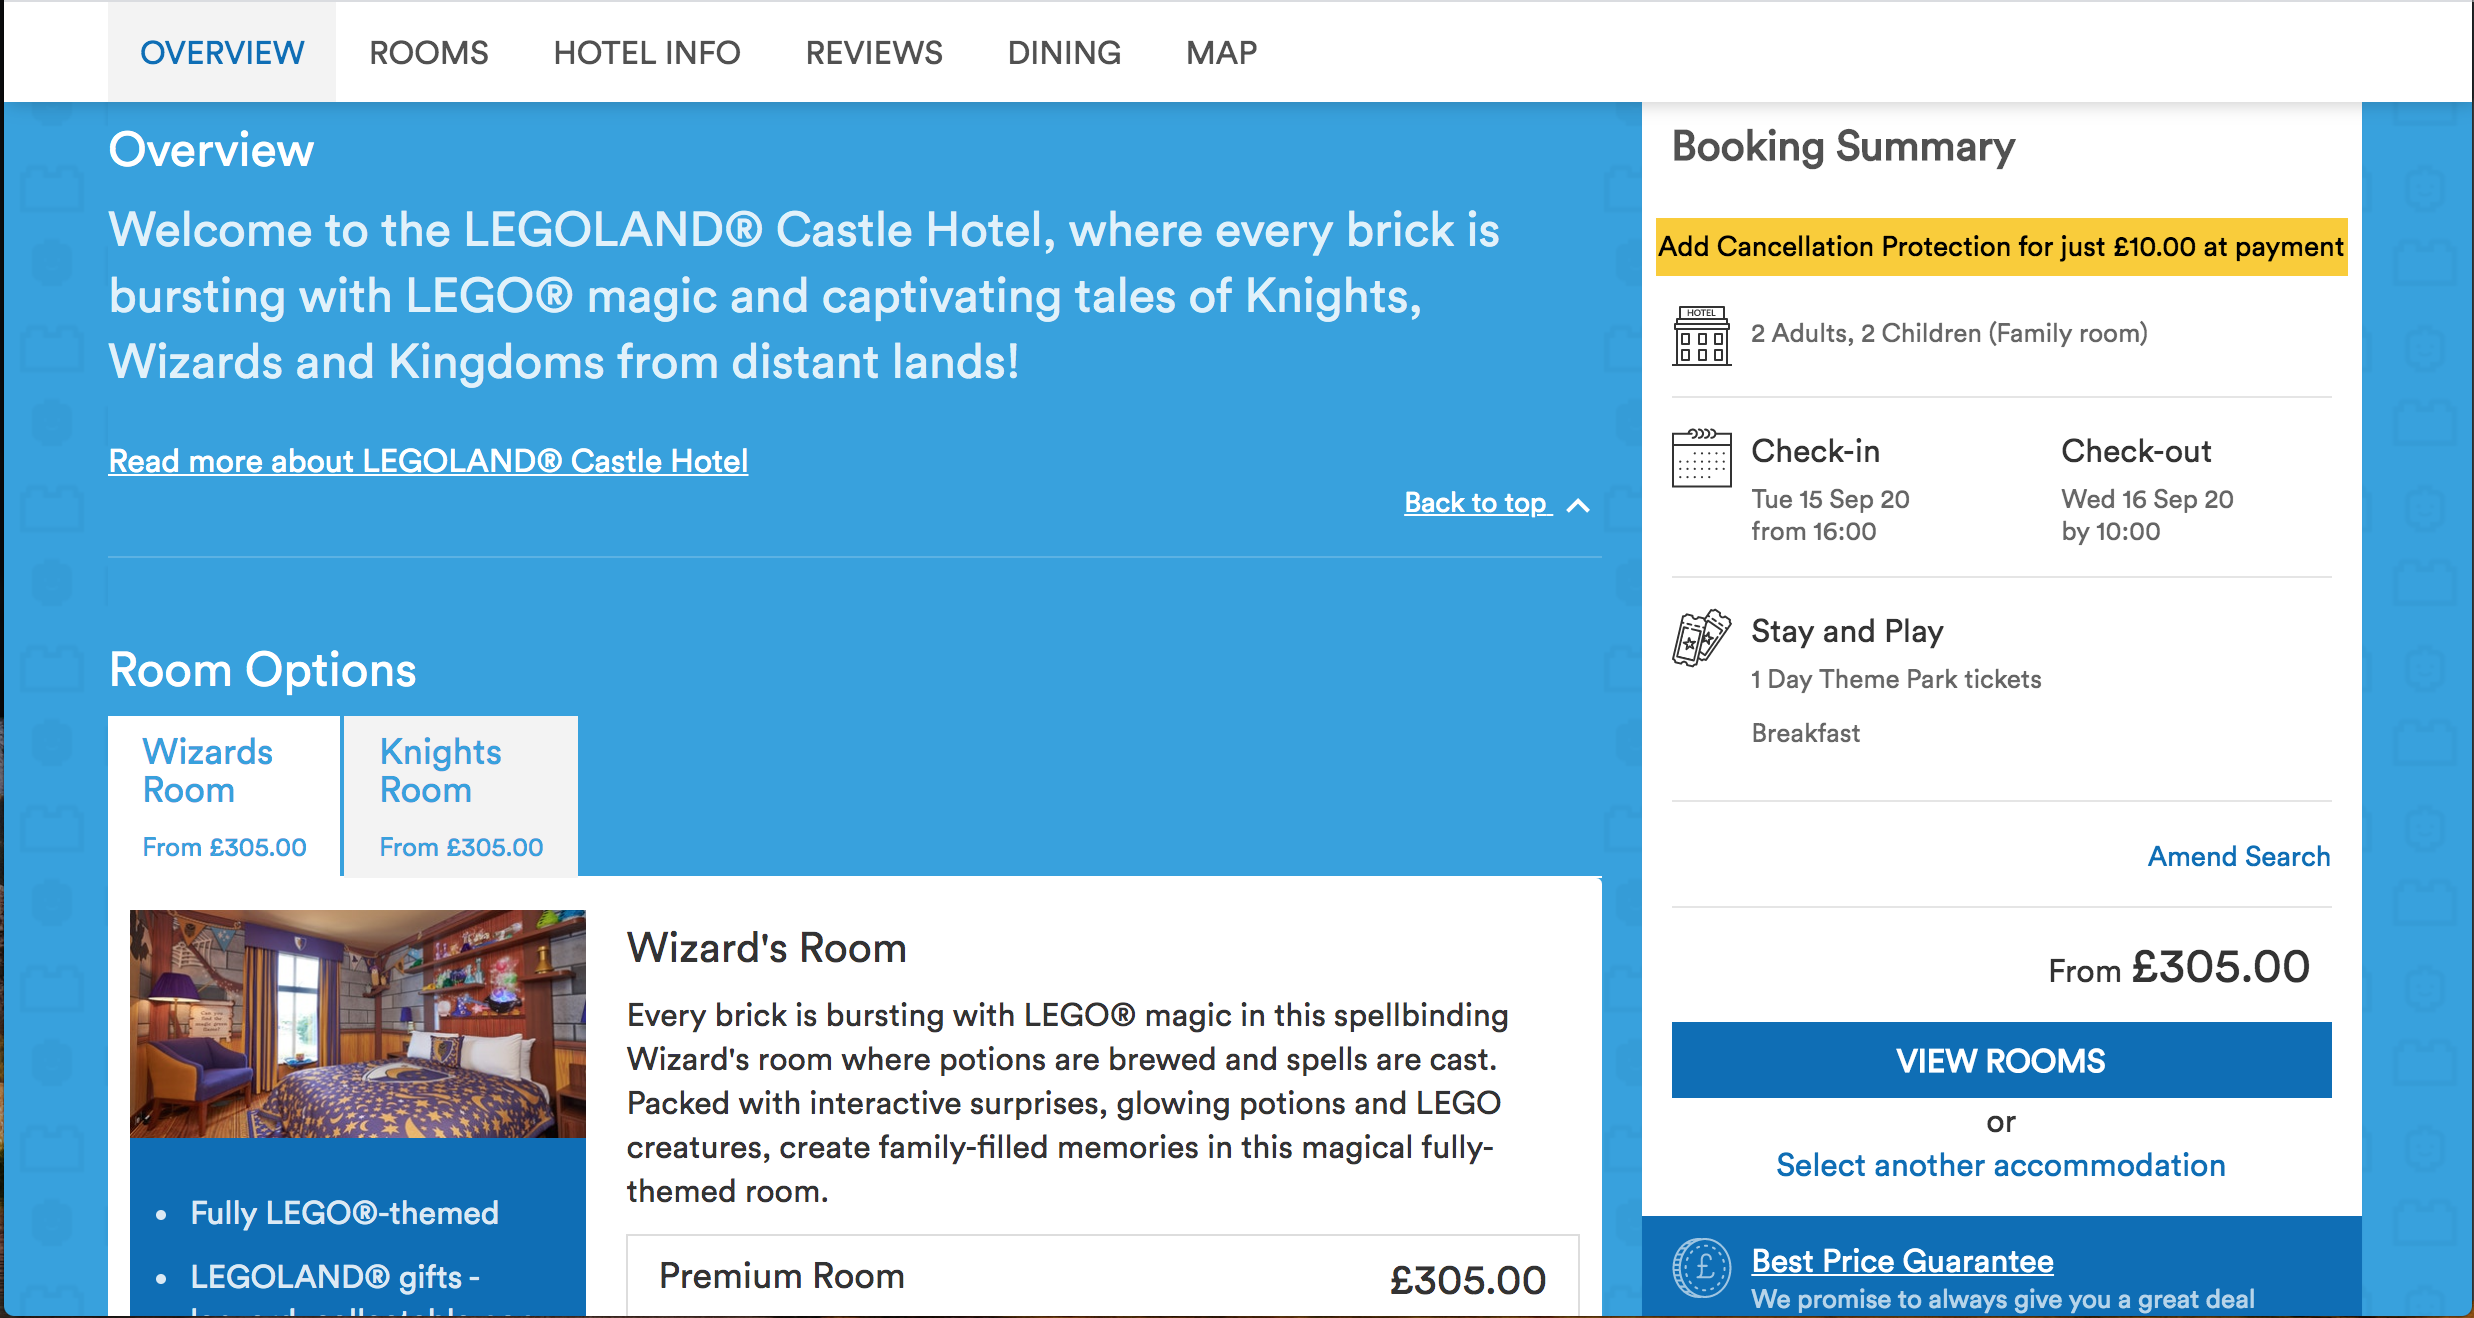 OVERVIEW
ROOMS
HOTEL INFO
REVIEWS
DINING
MAP
Overview
Welcome to the LEGOLAND® Castle Hotel, where every brick is
bursting with LEGO® magic and captivating tales of Knights,
Wizards and Kingdoms from distant lands!
Read more about LEGOLAND® Castle Hotel
Back to top
Room Options
Wizards
Room
From £305.00
Knights
Room
From £305.00
Fully LEGO®-themed
LEGOLAND® gifts -
Wizard's Room
Every brick is bursting with LEGO® magic in this spellbinding
Wizard's room where potions are brewed and spells are cast.
Packed with interactive surprises, glowing potions and LEGO
creatures, create family-filled memories in this magical fully-
themed room.
Premium Room
£305.00
Booking Summary
Add Cancellation Protection for just £10.00 at payment
HOTEL
2 Adults, 2 Children (Family room)
Check-in
Tue 15 Sep 20
from 16:00
Check-out
Wed 16 Sep 20
by 10:00
Stay and Play
1 Day Theme Park tickets
Breakfast
Amend Search
From £305.00
VIEW ROOMS
or
Select another accommodation
£
Best Price Guarantee
We promise to always give you a great deal